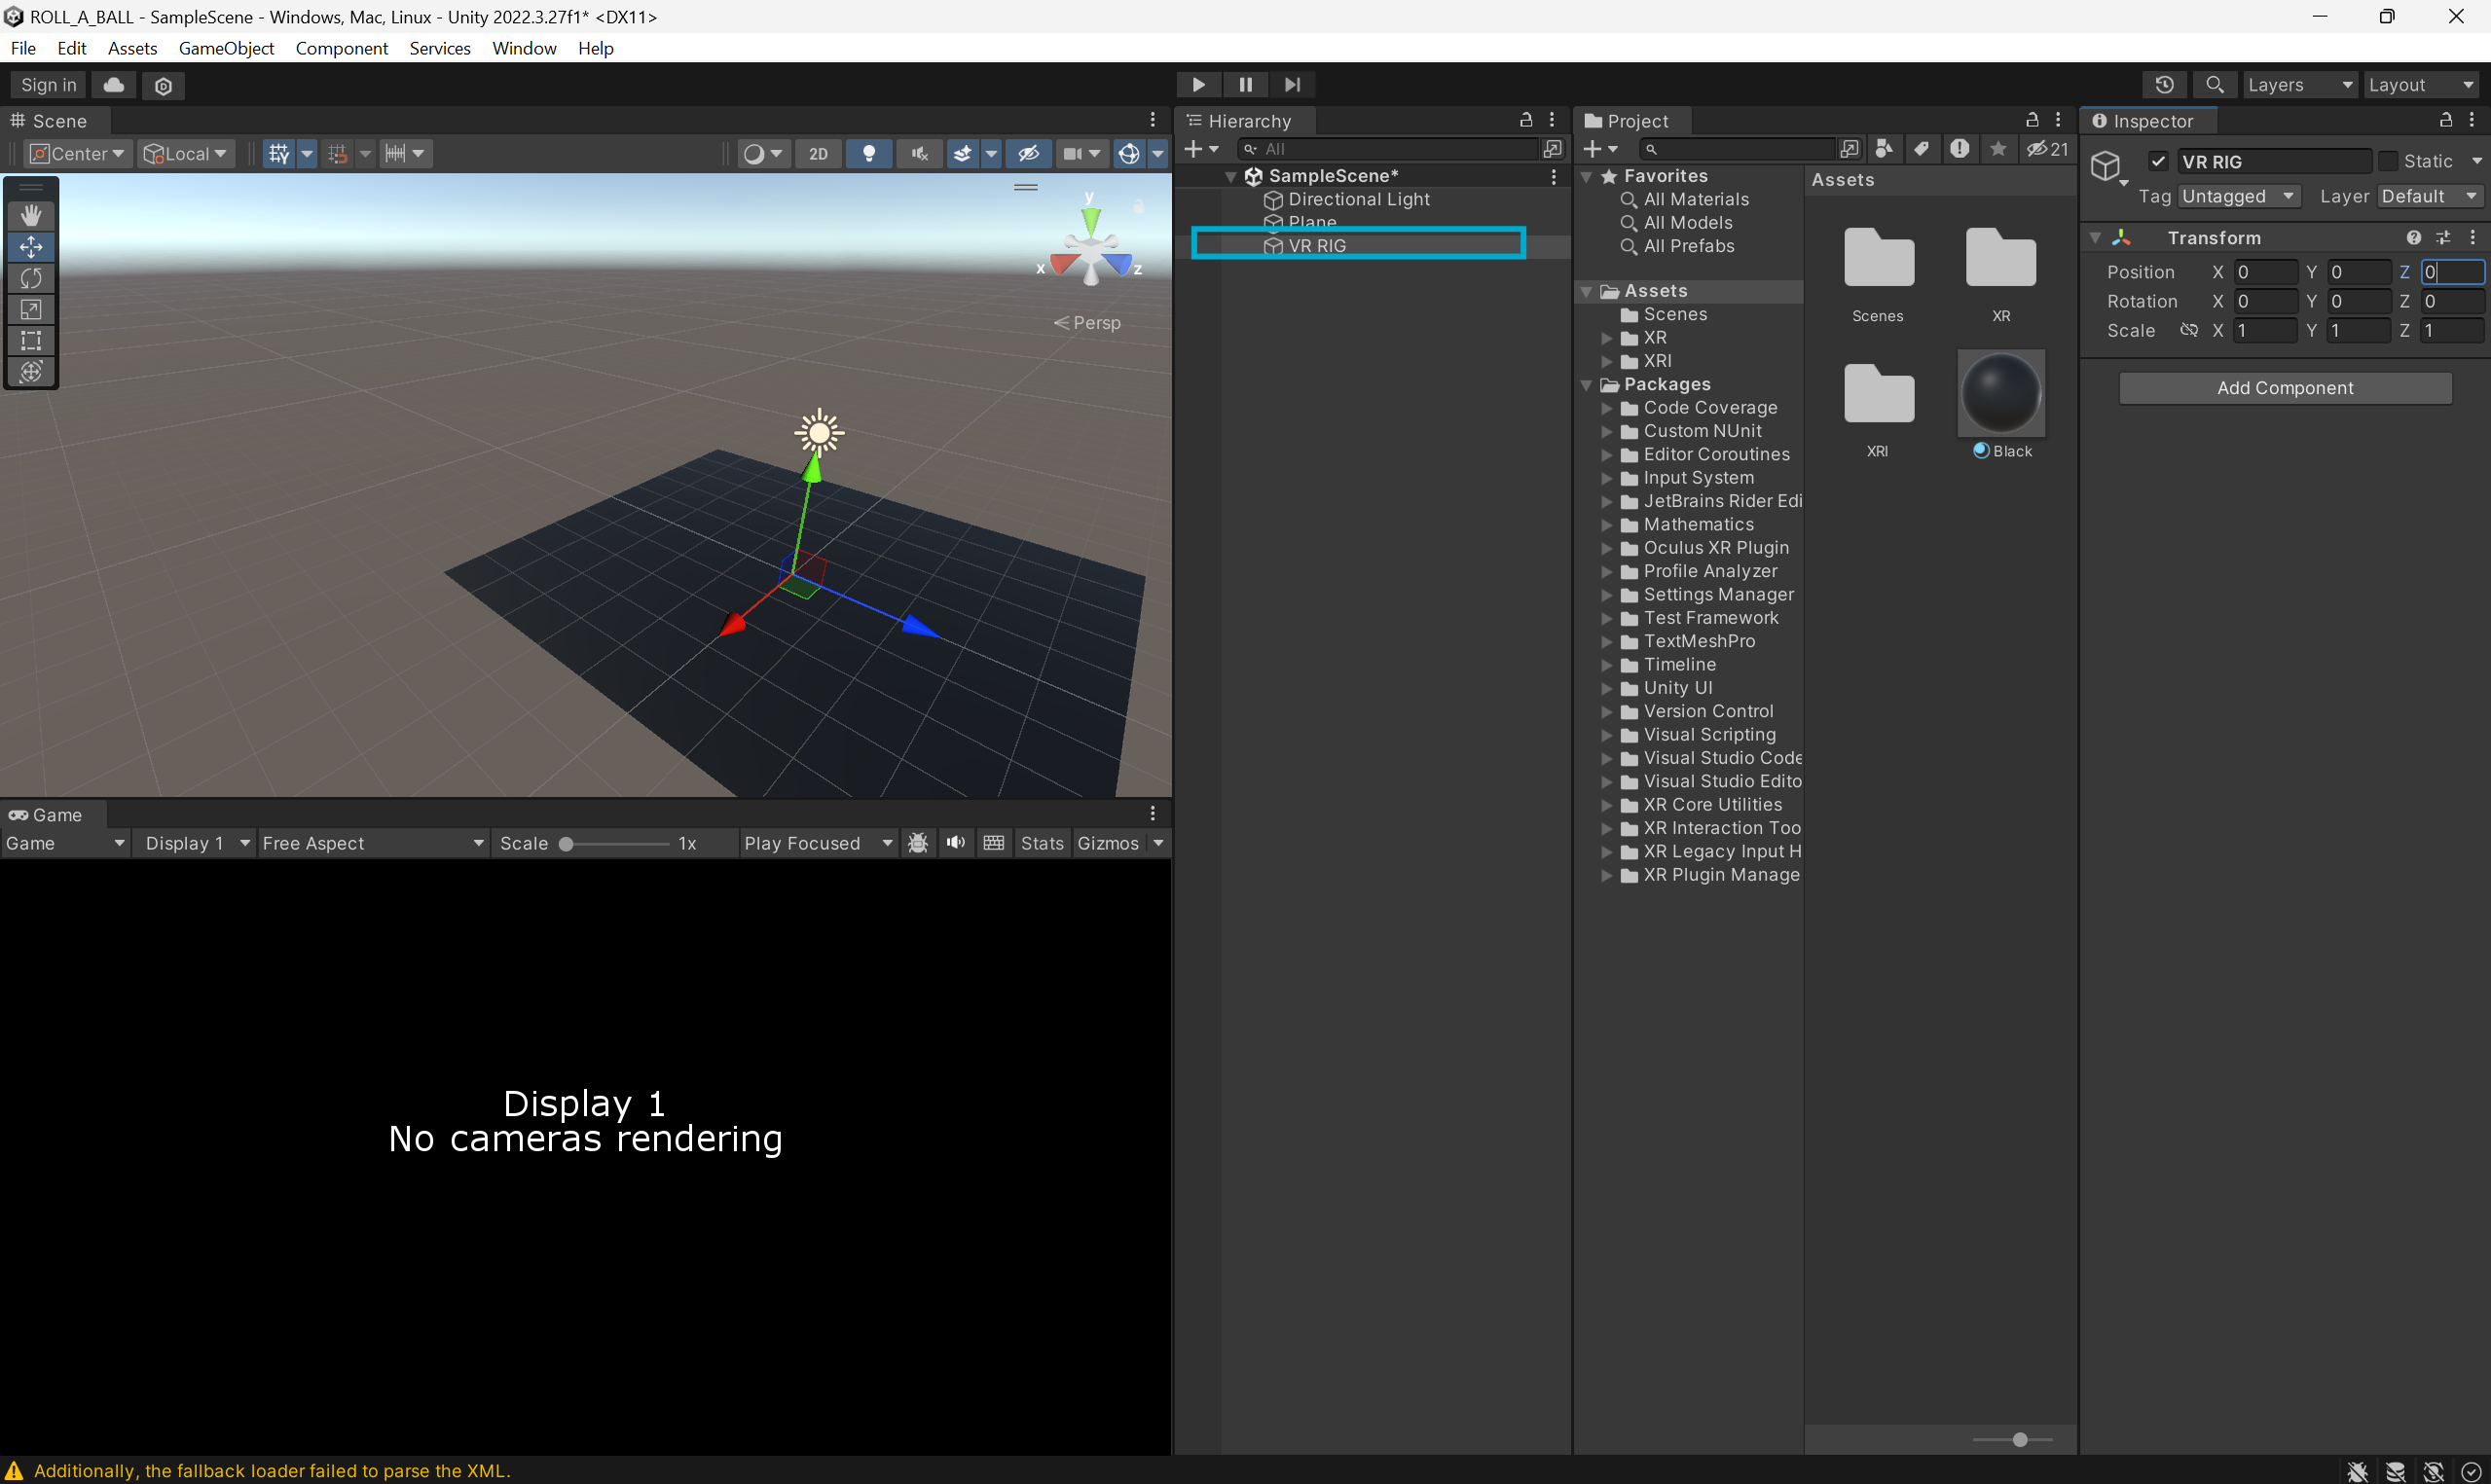 ROLL_A_BALL - SampleScene - Windows, Mac, Linux - Unity 2022.3.27f1* <DX11>
File Edit Assets GameObject Component Services Window Help
Sign in
Layers Layout
Scene
Center Local 2D
y
x z
Persp
Game
Game Display 1 Free Aspect Scale 1x Play Focused Stats Gizmos
Display 1
No cameras rendering
Hierarchy
All
SampleScene*
Directional Light
Plane
VR RIG
Project
21
Favorites
All Materials
All Models
All Prefabs
Assets
Scenes
XR
XRI
Packages
Code Coverage
Custom NUnit
Editor Coroutines
Input System
JetBrains Rider Edi
Mathematics
Oculus XR Plugin
Profile Analyzer
Settings Manager
Test Framework
TextMeshPro
Timeline
Unity UI
Version Control
Visual Scripting
Visual Studio Code
Visual Studio Edito
XR Core Utilities
XR Interaction Too
XR Legacy Input H
XR Plugin Manage
Assets
Scenes XR
XRI Black
Inspector
VR RIG Static
Tag Untagged Layer Default
Transform
Position X 0 Y 0 Z 0
Rotation X 0 Y 0 Z 0
Scale X 1 Y 1 Z 1
Add Component
Additionally, the fallback loader failed to parse the XML.